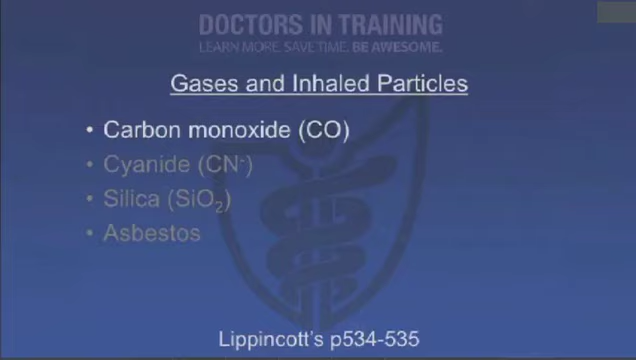 DOCTORS IN TRAINING
LEARN MORE. SAVE TIME. BE AWESOME.
Gases and Inhaled Particles
• Carbon monoxide (CO)
• Cyanide (CN⁻)
• Silica (SiO₂)
• Asbestos
Lippincott's p534-535